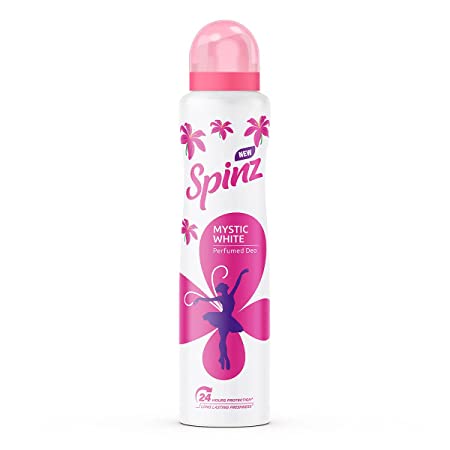 NEW
Spinz
MYSTIC
WHITE
Perfumed Deo
24 HOURS PROTECTION*
LONG LASTING FRESHNESS*